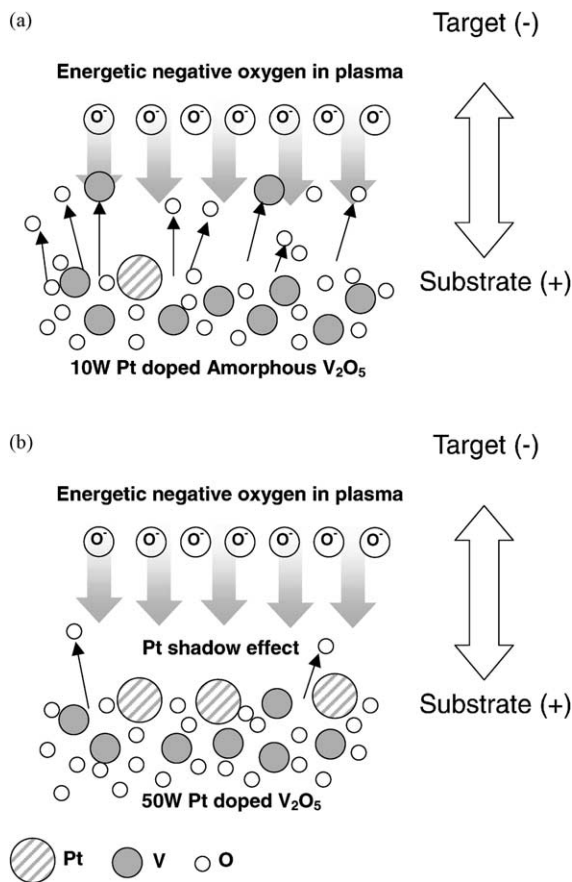 (a)
Target (-)
Energetic negative oxygen in plasma
O⁻ O⁻ O⁻ O⁻ O⁻ O⁻ O⁻
Substrate (+)
10W Pt doped Amorphous V₂O₅
(b)
Target (-)
Energetic negative oxygen in plasma
O⁻ O⁻ O⁻ O⁻ O⁻ O⁻ O⁻
Pt shadow effect
Substrate (+)
50W Pt doped V₂O₅
Pt V O